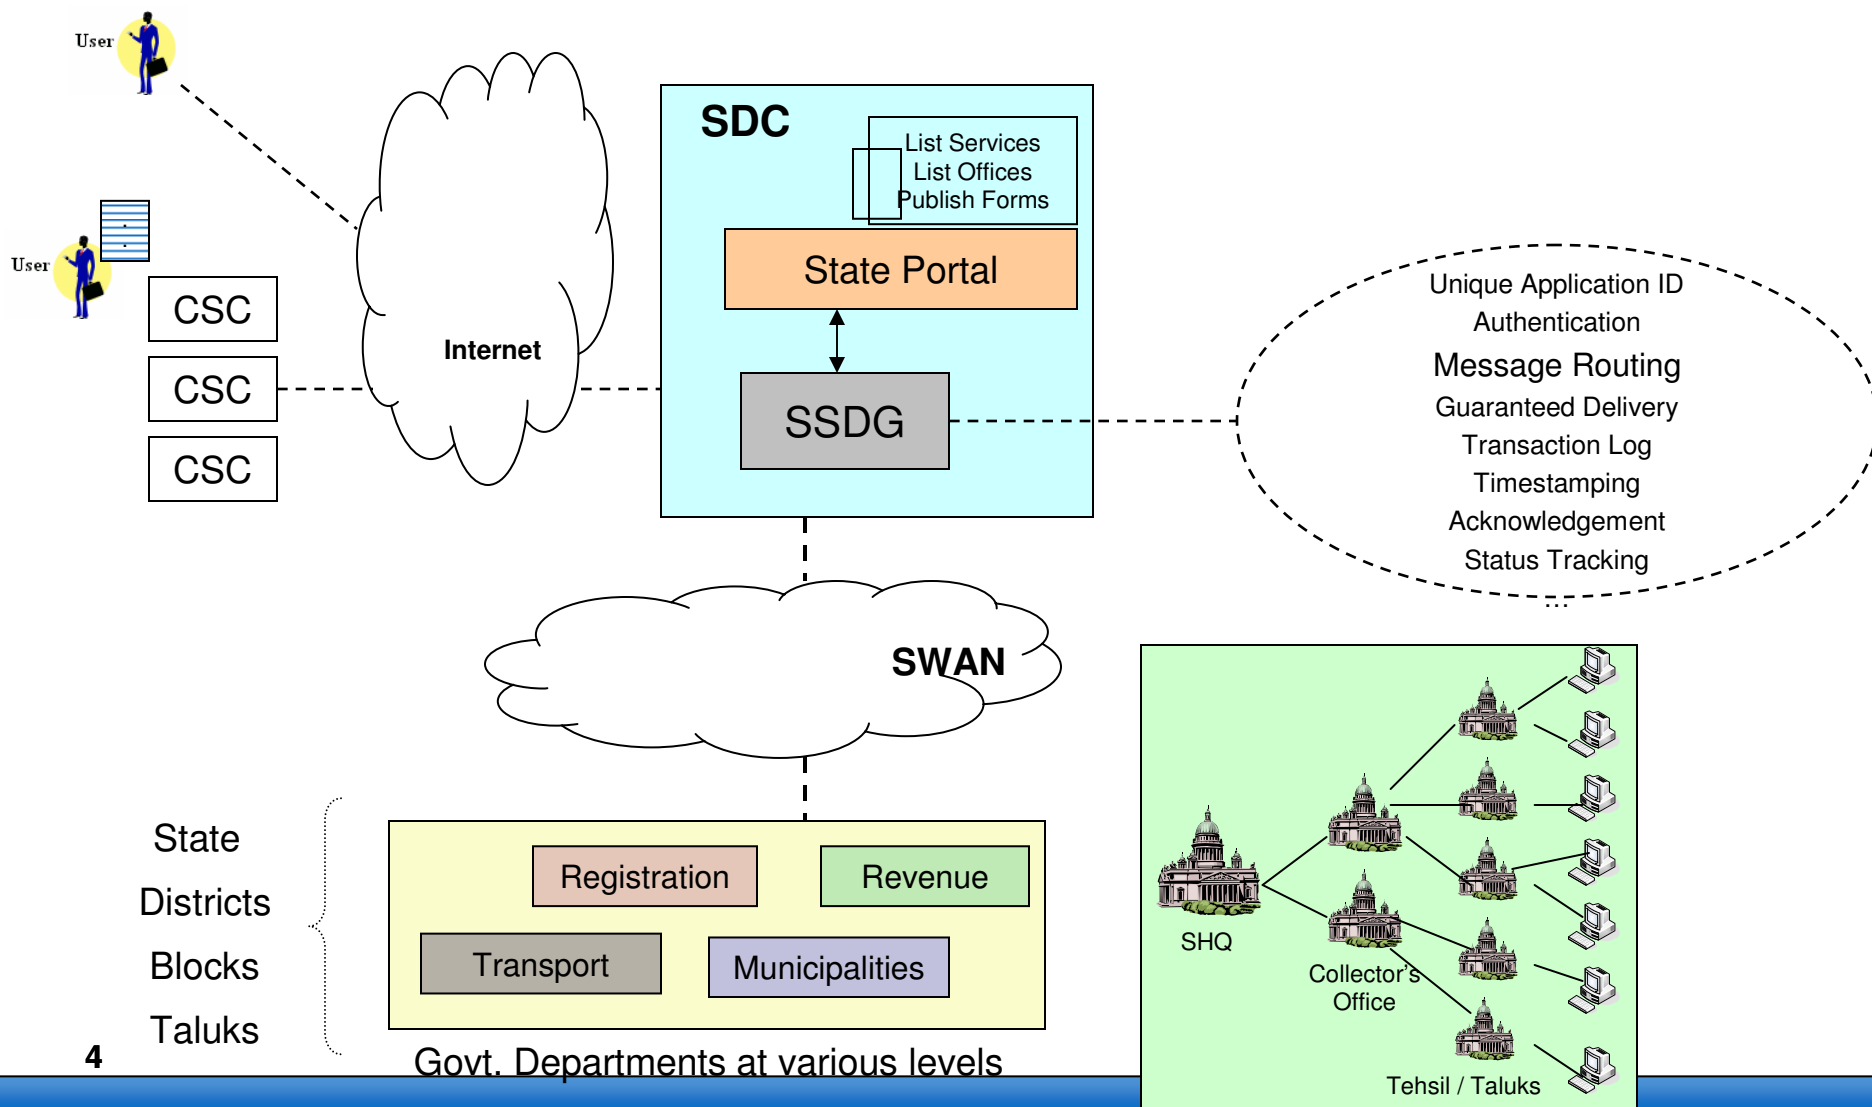 User
SDC
List Services
List Offices
Publish Forms
User
State Portal
CSC
Internet
CSC
SSDG
CSC
Unique Application ID
Authentication
Message Routing
Guaranteed Delivery
Transaction Log
Timestamping
Acknowledgement
Status Tracking
...
SWAN
State
Districts
Blocks
Taluks
Registration
Revenue
Transport
Municipalities
Govt. Departments at various levels
SHQ
Collector's
Office
Tehsil / Taluks
4